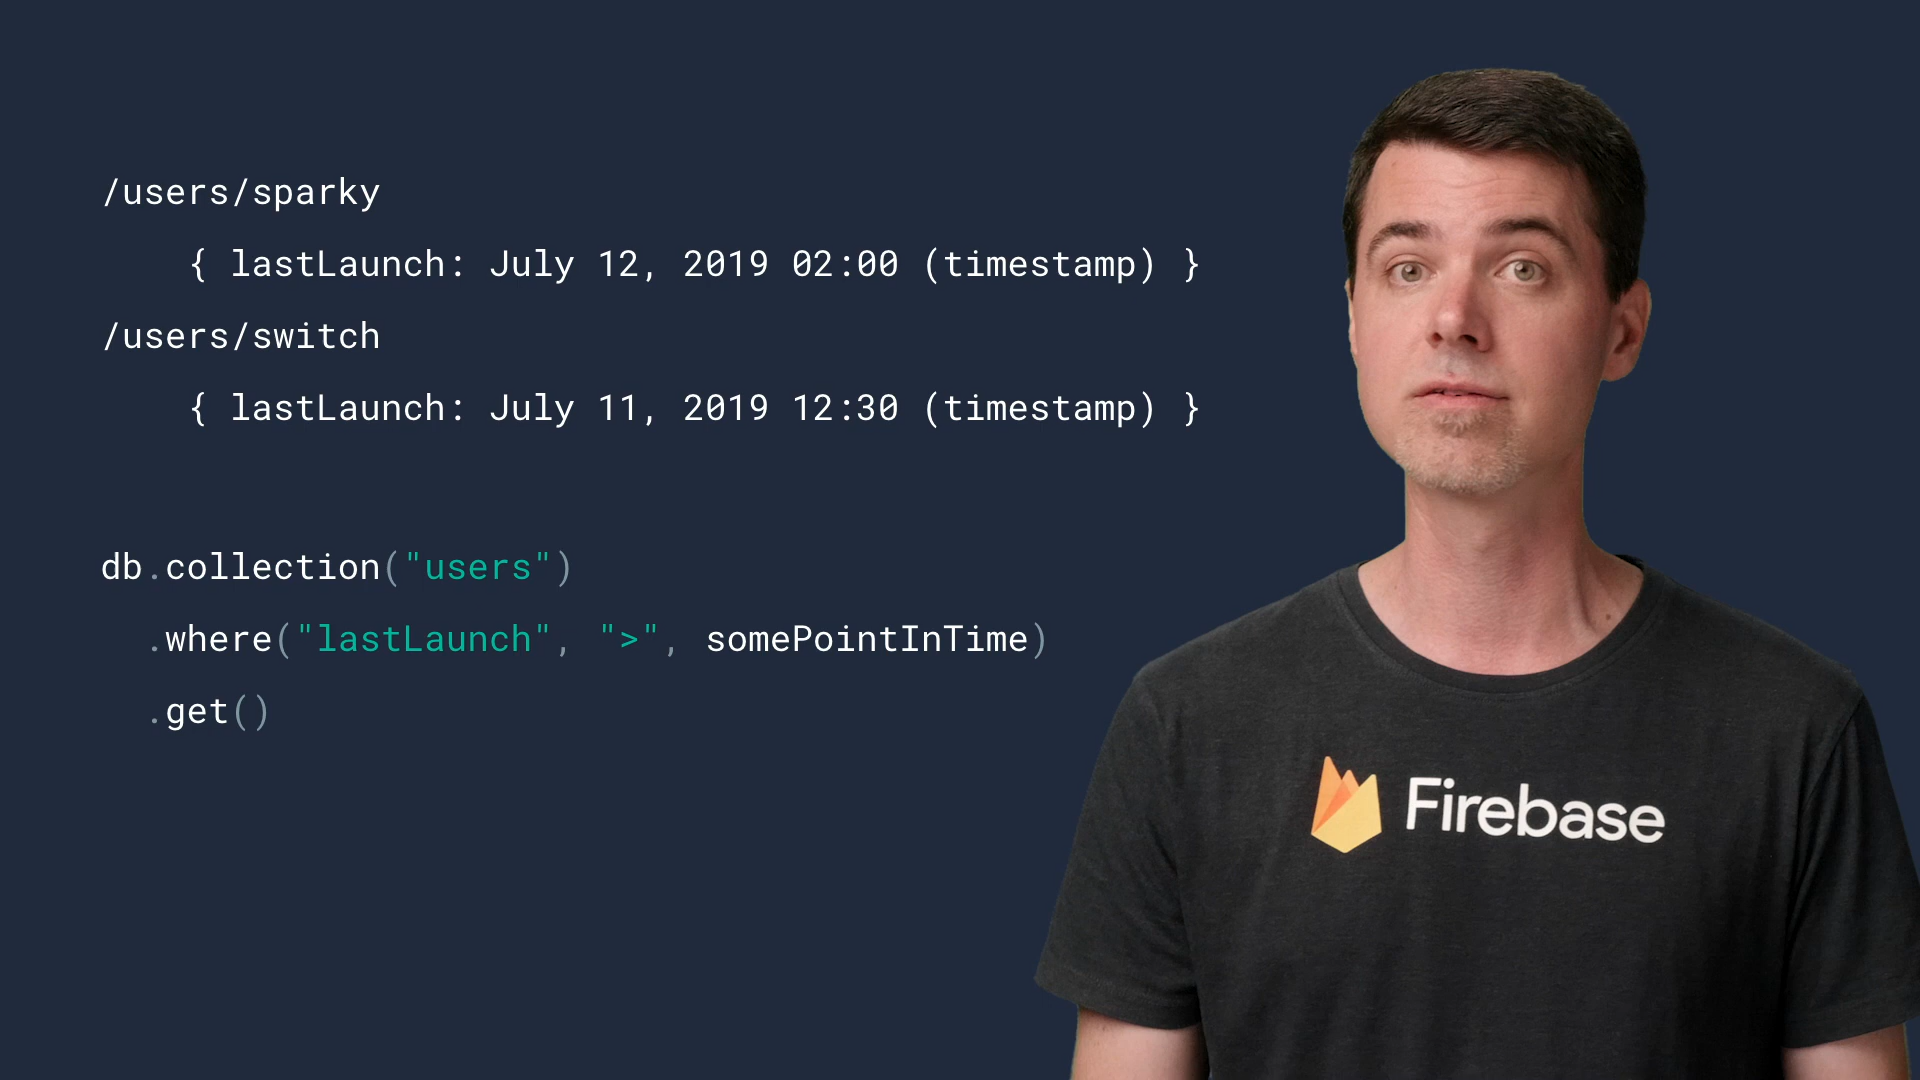 /users/sparky
{ lastLaunch: July 12, 2019 02:00 (timestamp) }
/users/switch
{ lastLaunch: July 11, 2019 12:30 (timestamp) }
db.collection("users")
.where("lastLaunch", ">", somePointInTime)
.get()
Firebase